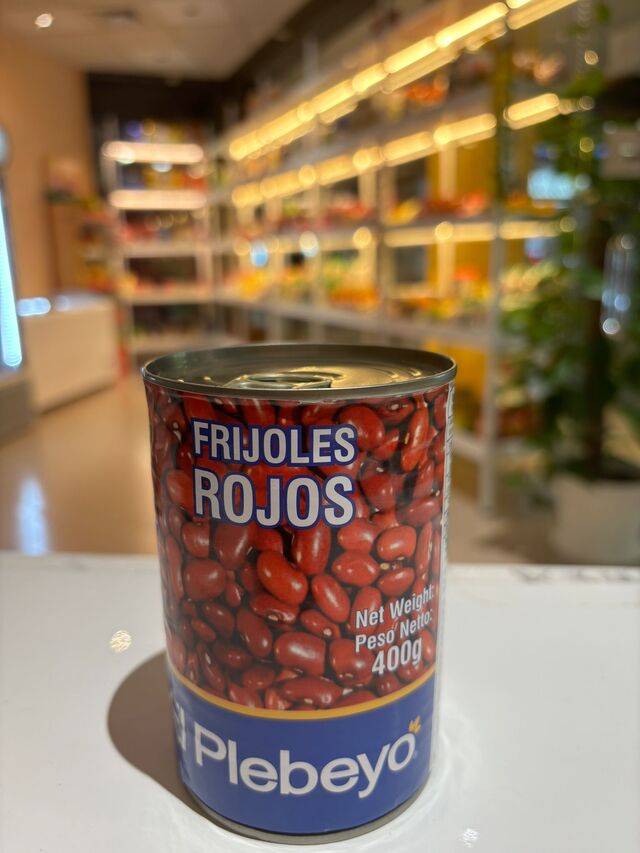 FRIJOLES
ROJOS
Net Weight:
Peso Netto:
400g
Plebeyo